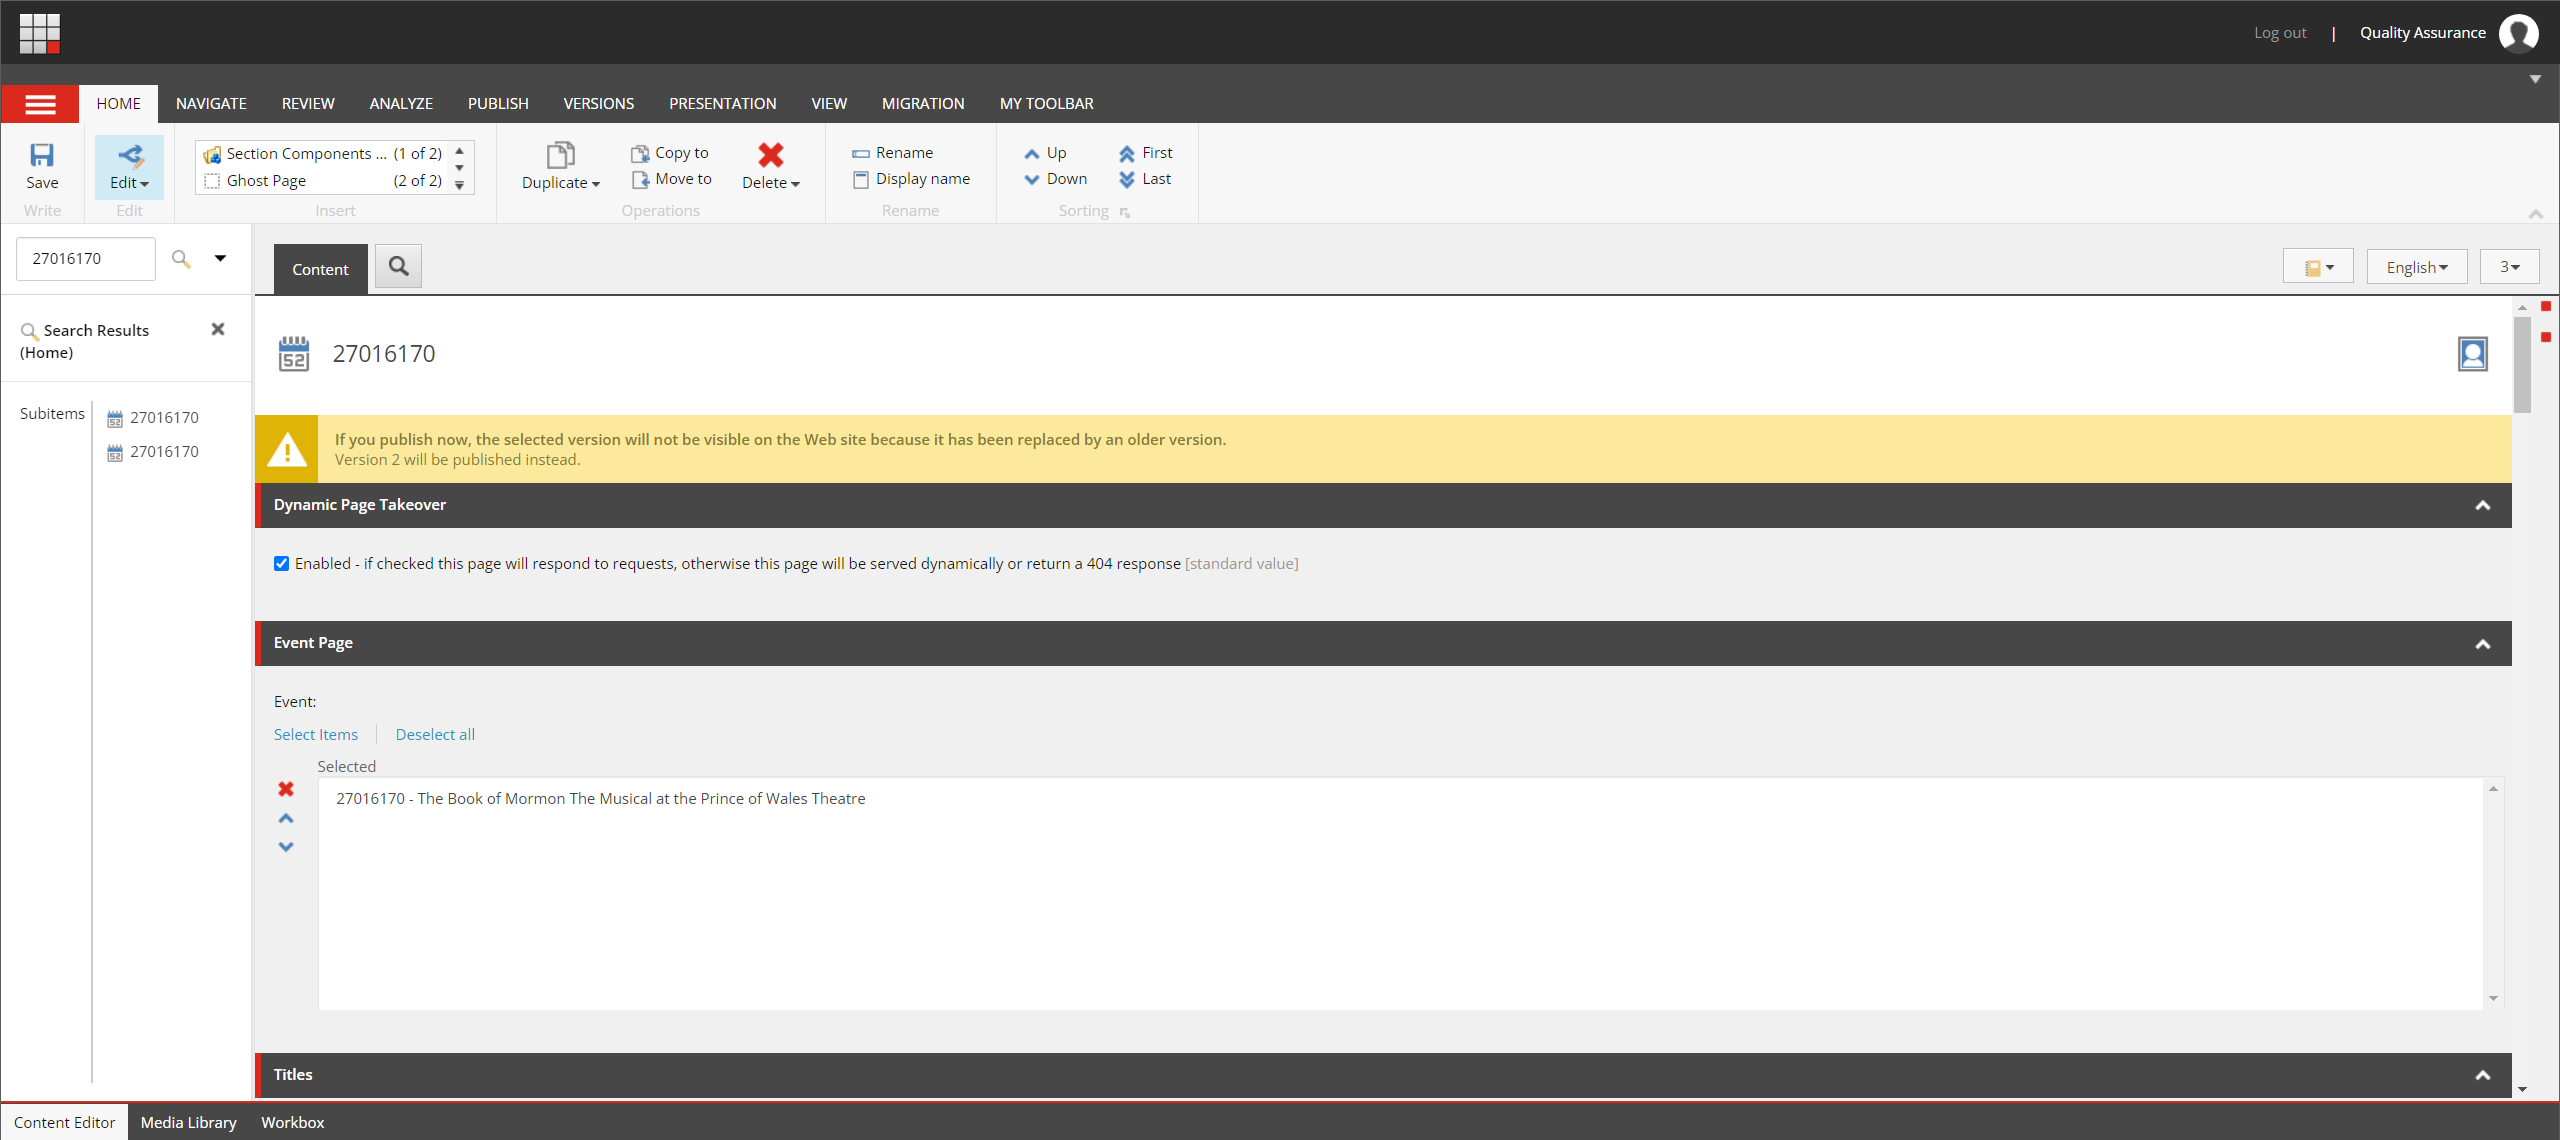 Log out | Quality Assurance
HOME NAVIGATE REVIEW ANALYZE PUBLISH VERSIONS PRESENTATION VIEW MIGRATION MY TOOLBAR
Save
Write
Edit
Edit
Section Components ... (1 of 2)
Ghost Page (2 of 2)
Insert
Duplicate
Copy to
Move to
Delete
Operations
Rename
Display name
Rename
Up
Down
First
Last
Sorting
27016170
Search Results
(Home)
Subitems
27016170
27016170
Content
English
3
52
27016170
If you publish now, the selected version will not be visible on the Web site because it has been replaced by an older version.
Version 2 will be published instead.
Dynamic Page Takeover
Enabled - if checked this page will respond to requests, otherwise this page will be served dynamically or return a 404 response [standard value]
Event Page
Event:
Select Items
Deselect all
Selected
27016170 - The Book of Mormon The Musical at the Prince of Wales Theatre
Titles
Content Editor Media Library Workbox